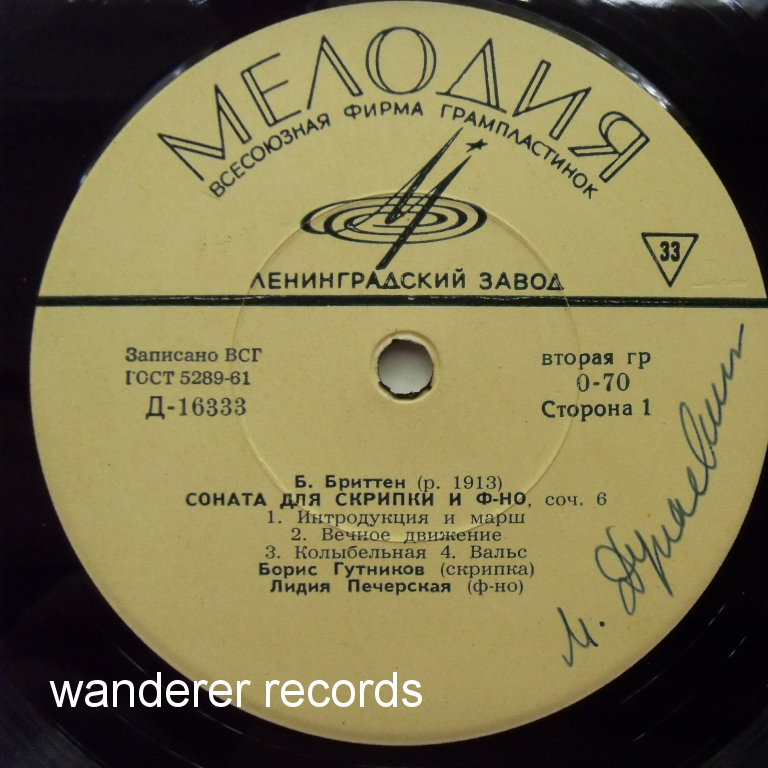 МЕЛОДИЯ
ВСЕСОЮЗНАЯ ФИРМА ГРАМПЛАСТИНОК
33
ЛЕНИНГРАДСКИЙ ЗАВОД
Записано ВСГ
ГОСТ 5289-61
Д-16333
вторая гр
0-70
Сторона 1
Б. Бриттен (р. 1913)
СОНАТА ДЛЯ СКРИПКИ И Ф-НО, соч. 6
1. Интродукция и марш
2. Вечное движение
3. Колыбельная 4. Вальс
Борис Гутников (скрипка)
Лидия Печерская (ф-но)
М. Дунаевский
wanderer records